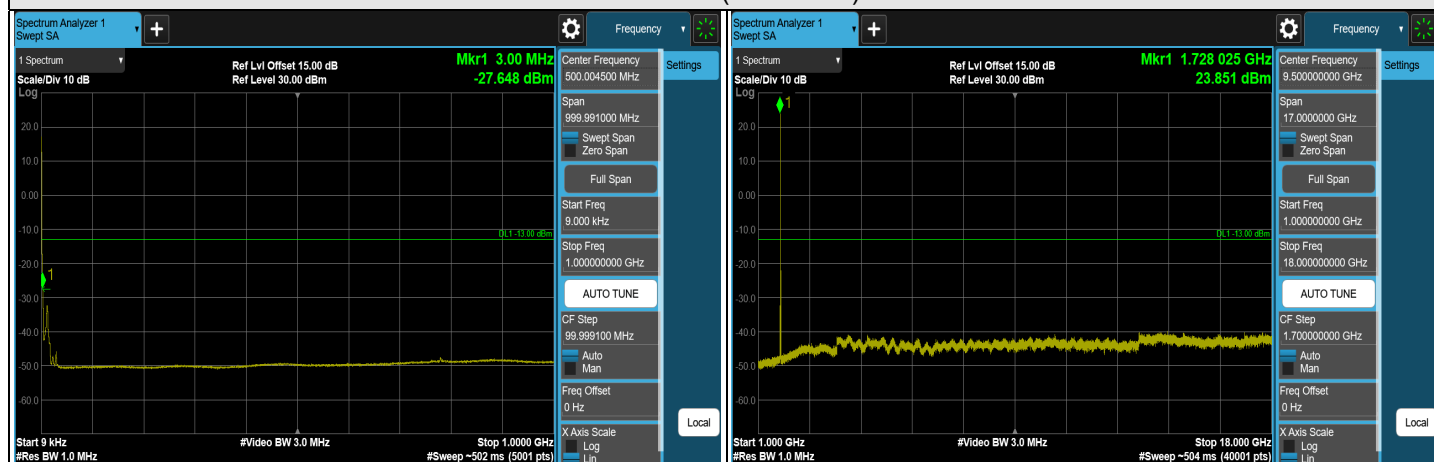 Spectrum Analyzer 1
Swept SA
Frequency
1 Spectrum
Scale/Div 10 dB
Log
Ref Lvl Offset 15.00 dB
Ref Level 30.00 dBm
Mkr1 3.00 MHz
-27.648 dBm
1
20.0
10.0
0.00
-10.0
-20.0
-30.0
-40.0
-50.0
-60.0
DL1 -13.00 dBm
1
Start 9 kHz
#Res BW 1.0 MHz
#Video BW 3.0 MHz
Stop 1.0000 GHz
#Sweep ~502 ms (5001 pts)
Center Frequency
500.004500 MHz
Span
999.991000 MHz
Swept Span
Zero Span
Full Span
Start Freq
9.000 kHz
Stop Freq
1.000000000 GHz
AUTO TUNE
CF Step
99.999100 MHz
Auto
Man
Freq Offset
0 Hz
X Axis Scale
Log
Lin
Settings
Local
Spectrum Analyzer 1
Swept SA
Frequency
1 Spectrum
Scale/Div 10 dB
Log
Ref Lvl Offset 15.00 dB
Ref Level 30.00 dBm
Mkr1 1.728 025 GHz
23.851 dBm
1
20.0
10.0
0.00
-10.0
-20.0
-30.0
-40.0
-50.0
-60.0
DL1 -13.00 dBm
Start 1.000 GHz
#Res BW 1.0 MHz
#Video BW 3.0 MHz
Stop 18.000 GHz
#Sweep ~504 ms (40001 pts)
Center Frequency
9.500000000 GHz
Span
17.0000000 GHz
Swept Span
Zero Span
Full Span
Start Freq
1.000000000 GHz
Stop Freq
18.000000000 GHz
AUTO TUNE
CF Step
1.700000000 GHz
Auto
Man
Freq Offset
0 Hz
X Axis Scale
Log
Lin
Settings
Local